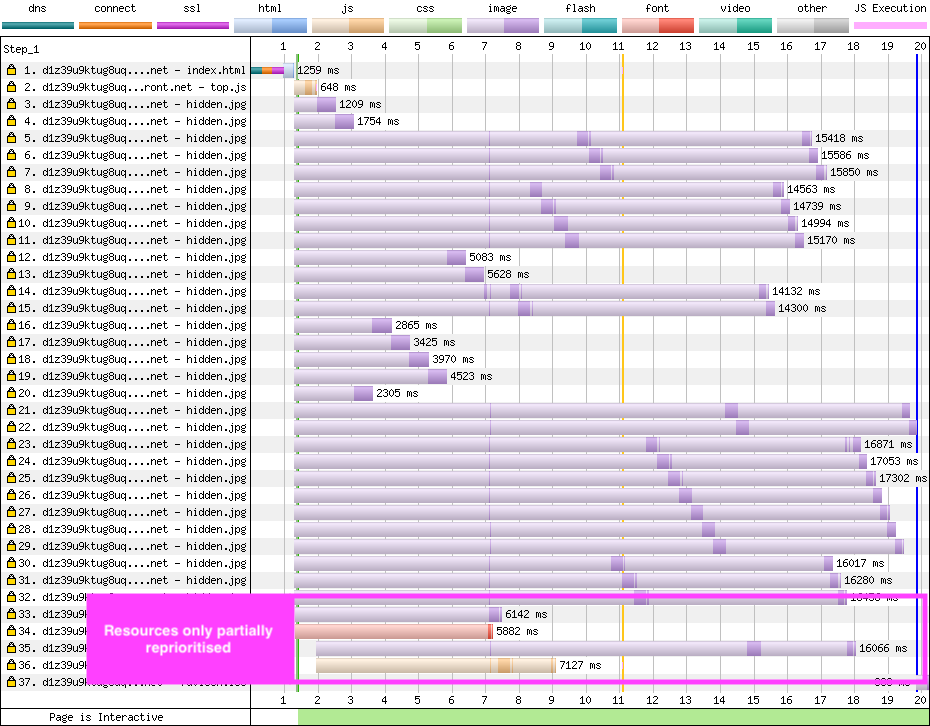 dns connect ssl html js css image flash font video other JS Execution
Step_1 1 2 3 4 5 6 7 8 9 10 11 12 13 14 15 16 17 18 19 20
1. d1z39u9ktug8uq....net - index.html 1259 ms
2. d1z39u9ktug8uq...ront.net - top.js 648 ms
3. d1z39u9ktug8uq....net - hidden.jpg 1209 ms
4. d1z39u9ktug8uq....net - hidden.jpg 1754 ms
5. d1z39u9ktug8uq....net - hidden.jpg 15418 ms
6. d1z39u9ktug8uq....net - hidden.jpg 15586 ms
7. d1z39u9ktug8uq....net - hidden.jpg 15850 ms
8. d1z39u9ktug8uq....net - hidden.jpg 14563 ms
9. d1z39u9ktug8uq....net - hidden.jpg 14739 ms
10. d1z39u9ktug8uq....net - hidden.jpg 14994 ms
11. d1z39u9ktug8uq....net - hidden.jpg 15170 ms
12. d1z39u9ktug8uq....net - hidden.jpg 5083 ms
13. d1z39u9ktug8uq....net - hidden.jpg 5628 ms
14. d1z39u9ktug8uq....net - hidden.jpg 14132 ms
15. d1z39u9ktug8uq....net - hidden.jpg 14300 ms
16. d1z39u9ktug8uq....net - hidden.jpg 2865 ms
17. d1z39u9ktug8uq....net - hidden.jpg 3425 ms
18. d1z39u9ktug8uq....net - hidden.jpg 3970 ms
19. d1z39u9ktug8uq....net - hidden.jpg 4523 ms
20. d1z39u9ktug8uq....net - hidden.jpg 2305 ms
21. d1z39u9ktug8uq....net - hidden.jpg
22. d1z39u9ktug8uq....net - hidden.jpg
23. d1z39u9ktug8uq....net - hidden.jpg 16871 ms
24. d1z39u9ktug8uq....net - hidden.jpg 17053 ms
25. d1z39u9ktug8uq....net - hidden.jpg 17302 ms
26. d1z39u9ktug8uq....net - hidden.jpg
27. d1z39u9ktug8uq....net - hidden.jpg
28. d1z39u9ktug8uq....net - hidden.jpg
29. d1z39u9ktug8uq....net - hidden.jpg
30. d1z39u9ktug8uq....net - hidden.jpg 16017 ms
31. d1z39u9ktug8uq....net - hidden.jpg 16280 ms
32. d1z39u9ktug8uq....net - hidden.jpg
33. d1z39u9k 6142 ms
34. d1z39u9k 5882 ms
35. d1z39u9k 16066 ms
36. d1z39u9k 7127 ms
37.
Resources only partially
reprioritised
1 2 3 4 5 6 7 8 9 10 11 12 13 14 15 16 17 18 19 20
Page is Interactive